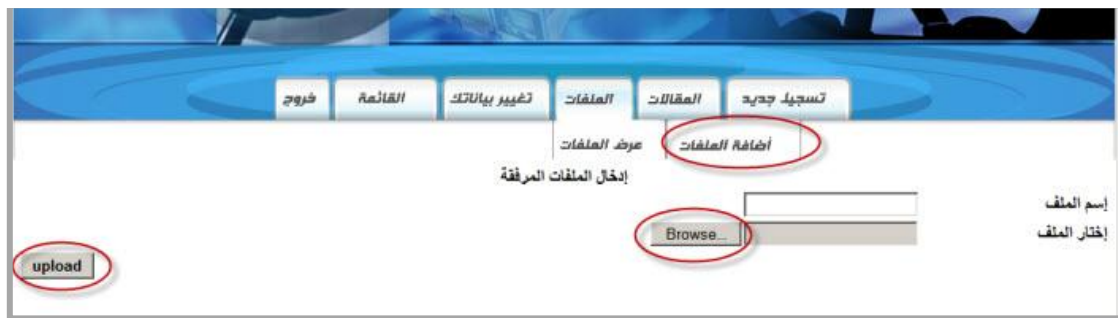 تسجيل جديد المقالات الملفات تغيير بياناتك القائمة خروج
أضافة الملفات عرض الملفات
إدخال الملفات المرفقة
إسم الملف
إختار الملف Browse...
upload